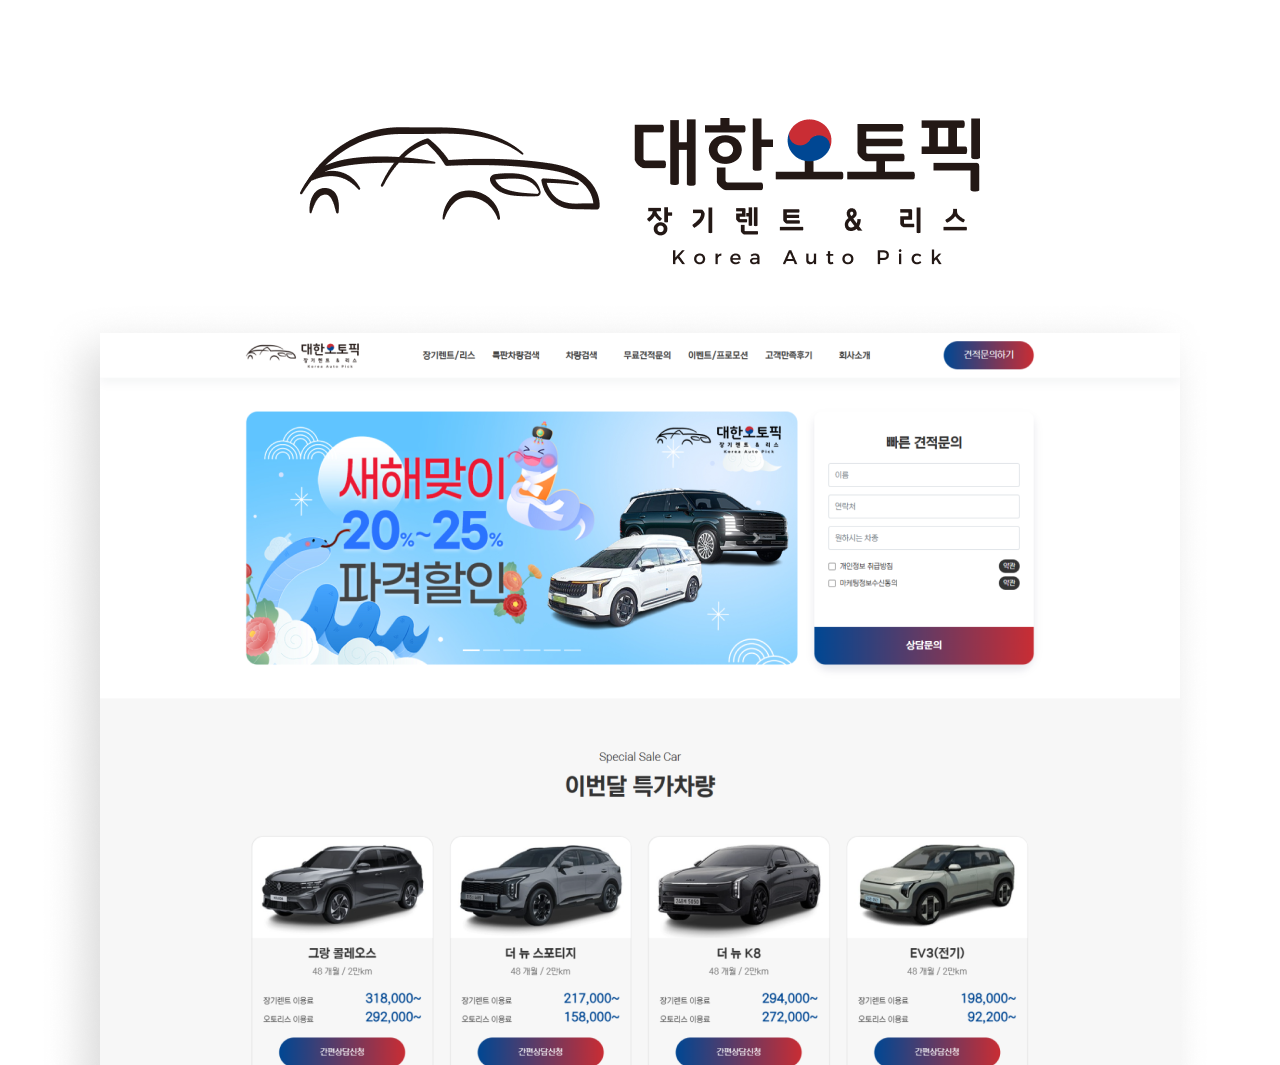 대한오토픽
장기렌트 & 리스
Korea Auto Pick
대한오토픽
장기렌트 & 리스
Korea Auto Pick
장기렌트/리스 특판차량검색 차량검색 무료견적문의 이벤트/프로모션 고객만족후기 회사소개
견적문의하기
대한오토픽
장기렌트 & 리스
Korea Auto Pick
새해맞이
20%~25%
파격할인
빠른 견적문의
이름
연락처
원하시는 차종
개인정보 취급방침 약관
마케팅정보수신동의 약관
상담문의
Special Sale Car
이번달 특가차량
그랑 콜레오스
48 개월 / 2만km
장기렌트 이용료 318,000~
오토리스 이용료 292,000~
간편상담신청
더 뉴 스포티지
48 개월 / 2만km
장기렌트 이용료 217,000~
오토리스 이용료 158,000~
간편상담신청
더 뉴 K8
48 개월 / 2만km
장기렌트 이용료 294,000~
오토리스 이용료 272,000~
간편상담신청
EV3(전기)
48 개월 / 2만km
장기렌트 이용료 198,000~
오토리스 이용료 92,200~
간편상담신청